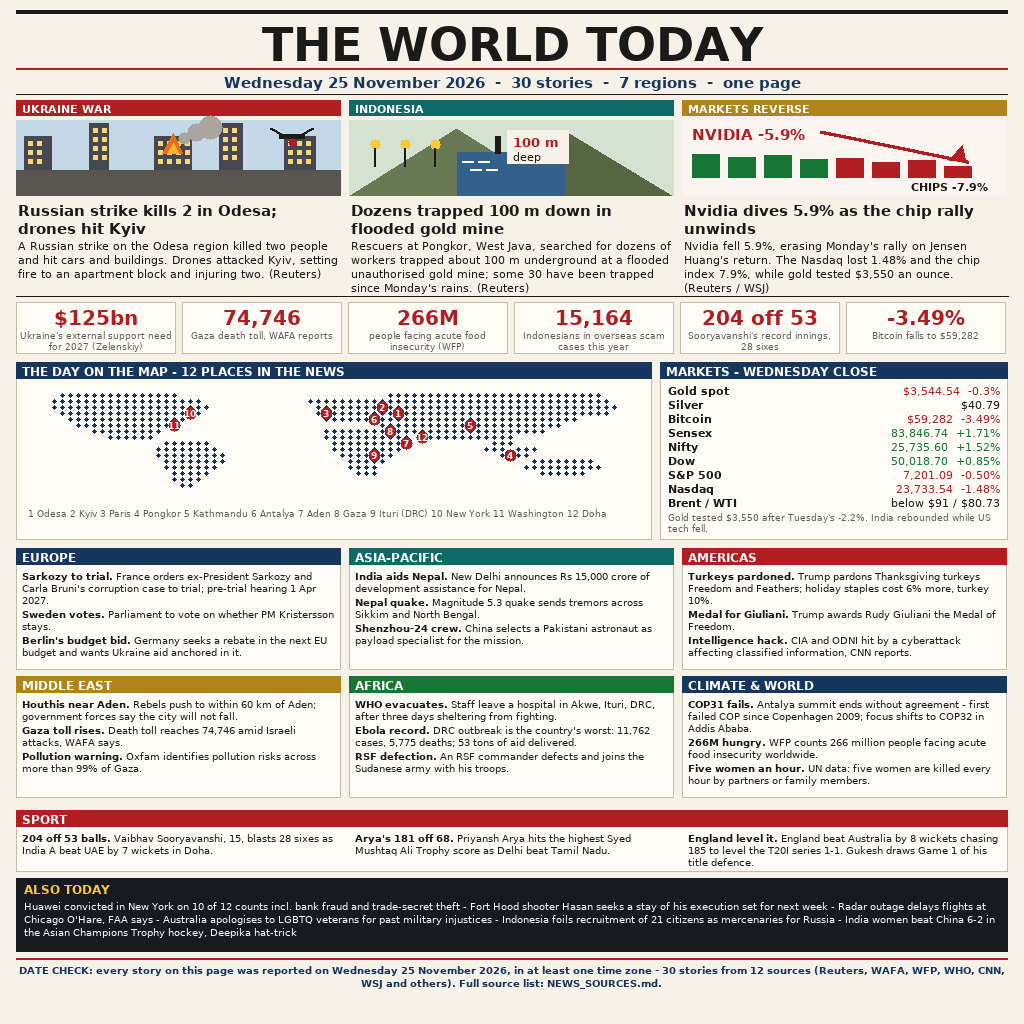 THE WORLD TODAY
Wednesday 25 November 2026 - 30 stories - 7 regions - one page
UKRAINE WAR
Russian strike kills 2 in Odesa;
drones hit Kyiv
A Russian strike on the Odesa region killed two people
and hit cars and buildings. Drones attacked Kyiv, setting
fire to an apartment block and injuring two. (Reuters)
INDONESIA
100 m
deep
Dozens trapped 100 m down in
flooded gold mine
Rescuers at Pongkor, West Java, searched for dozens of
workers trapped about 100 m underground at a flooded
unauthorised gold mine; some 30 have been trapped
since Monday's rains. (Reuters)
MARKETS REVERSE
NVIDIA -5.9%
CHIPS -7.9%
Nvidia dives 5.9% as the chip rally
unwinds
Nvidia fell 5.9%, erasing Monday's rally on Jensen
Huang's return. The Nasdaq lost 1.48% and the chip
index 7.9%, while gold tested $3,550 an ounce.
(Reuters / WSJ)
$125bn
Ukraine's external support need
for 2027 (Zelenskiy)
74,746
Gaza death toll, WAFA reports
266M
people facing acute food
insecurity (WFP)
15,164
Indonesians in overseas scam
cases this year
204 off 53
Sooryavanshi's record innings,
28 sixes
-3.49%
Bitcoin falls to $59,282
THE DAY ON THE MAP - 12 PLACES IN THE NEWS
10
11
3
2
1
6
8
7
12
5
9
4
1 Odesa 2 Kyiv 3 Paris 4 Pongkor 5 Kathmandu 6 Antalya 7 Aden 8 Gaza 9 Ituri (DRC) 10 New York 11 Washington 12 Doha
MARKETS - WEDNESDAY CLOSE
Gold spot $3,544.54 -0.3%
Silver $40.79
Bitcoin $59,282 -3.49%
Sensex 83,846.74 +1.71%
Nifty 25,735.60 +1.52%
Dow 50,018.70 +0.85%
S&P 500 7,201.09 -0.50%
Nasdaq 23,733.54 -1.48%
Brent / WTI below $91 / $80.73
Gold tested $3,550 after Tuesday's -2.2%. India rebounded while US
tech fell.
EUROPE
Sarkozy to trial. France orders ex-President Sarkozy and
Carla Bruni's corruption case to trial; pre-trial hearing 1 Apr
2027.
Sweden votes. Parliament to vote on whether PM Kristersson
stays.
Berlin's budget bid. Germany seeks a rebate in the next EU
budget and wants Ukraine aid anchored in it.
ASIA-PACIFIC
India aids Nepal. New Delhi announces Rs 15,000 crore of
development assistance for Nepal.
Nepal quake. Magnitude 5.3 quake sends tremors across
Sikkim and North Bengal.
Shenzhou-24 crew. China selects a Pakistani astronaut as
payload specialist for the mission.
AMERICAS
Turkeys pardoned. Trump pardons Thanksgiving turkeys
Freedom and Feathers; holiday staples cost 6% more, turkey
10%.
Medal for Giuliani. Trump awards Rudy Giuliani the Medal of
Freedom.
Intelligence hack. CIA and ODNI hit by a cyberattack
affecting classified information, CNN reports.
MIDDLE EAST
Houthis near Aden. Rebels push to within 60 km of Aden;
government forces say the city will not fall.
Gaza toll rises. Death toll reaches 74,746 amid Israeli
attacks, WAFA says.
Pollution warning. Oxfam identifies pollution risks across
more than 99% of Gaza.
AFRICA
WHO evacuates. Staff leave a hospital in Akwe, Ituri, DRC,
after three days sheltering from fighting.
Ebola record. DRC outbreak is the country's worst: 11,762
cases, 5,775 deaths; 53 tons of aid delivered.
RSF defection. An RSF commander defects and joins the
Sudanese army with his troops.
CLIMATE & WORLD
COP31 fails. Antalya summit ends without agreement - first
failed COP since Copenhagen 2009; focus shifts to COP32 in
Addis Ababa.
266M hungry. WFP counts 266 million people facing acute
food insecurity worldwide.
Five women an hour. UN data: five women are killed every
hour by partners or family members.
SPORT
204 off 53 balls. Vaibhav Sooryavanshi, 15, blasts 28 sixes as
India A beat UAE by 7 wickets in Doha.
Arya's 181 off 68. Priyansh Arya hits the highest Syed
Mushtaq Ali Trophy score as Delhi beat Tamil Nadu.
England level it. England beat Australia by 8 wickets chasing
185 to level the T20I series 1-1. Gukesh draws Game 1 of his
title defence.
ALSO TODAY
Huawei convicted in New York on 10 of 12 counts incl. bank fraud and trade-secret theft - Fort Hood shooter Hasan seeks a stay of his execution set for next week - Radar outage delays flights at
Chicago O'Hare, FAA says - Australia apologises to LGBTQ veterans for past military injustices - Indonesia foils recruitment of 21 citizens as mercenaries for Russia - India women beat China 6-2 in
the Asian Champions Trophy hockey, Deepika hat-trick
DATE CHECK: every story on this page was reported on Wednesday 25 November 2026, in at least one time zone - 30 stories from 12 sources (Reuters, WAFA, WFP, WHO, CNN,
WSJ and others). Full source list: NEWS_SOURCES.md.